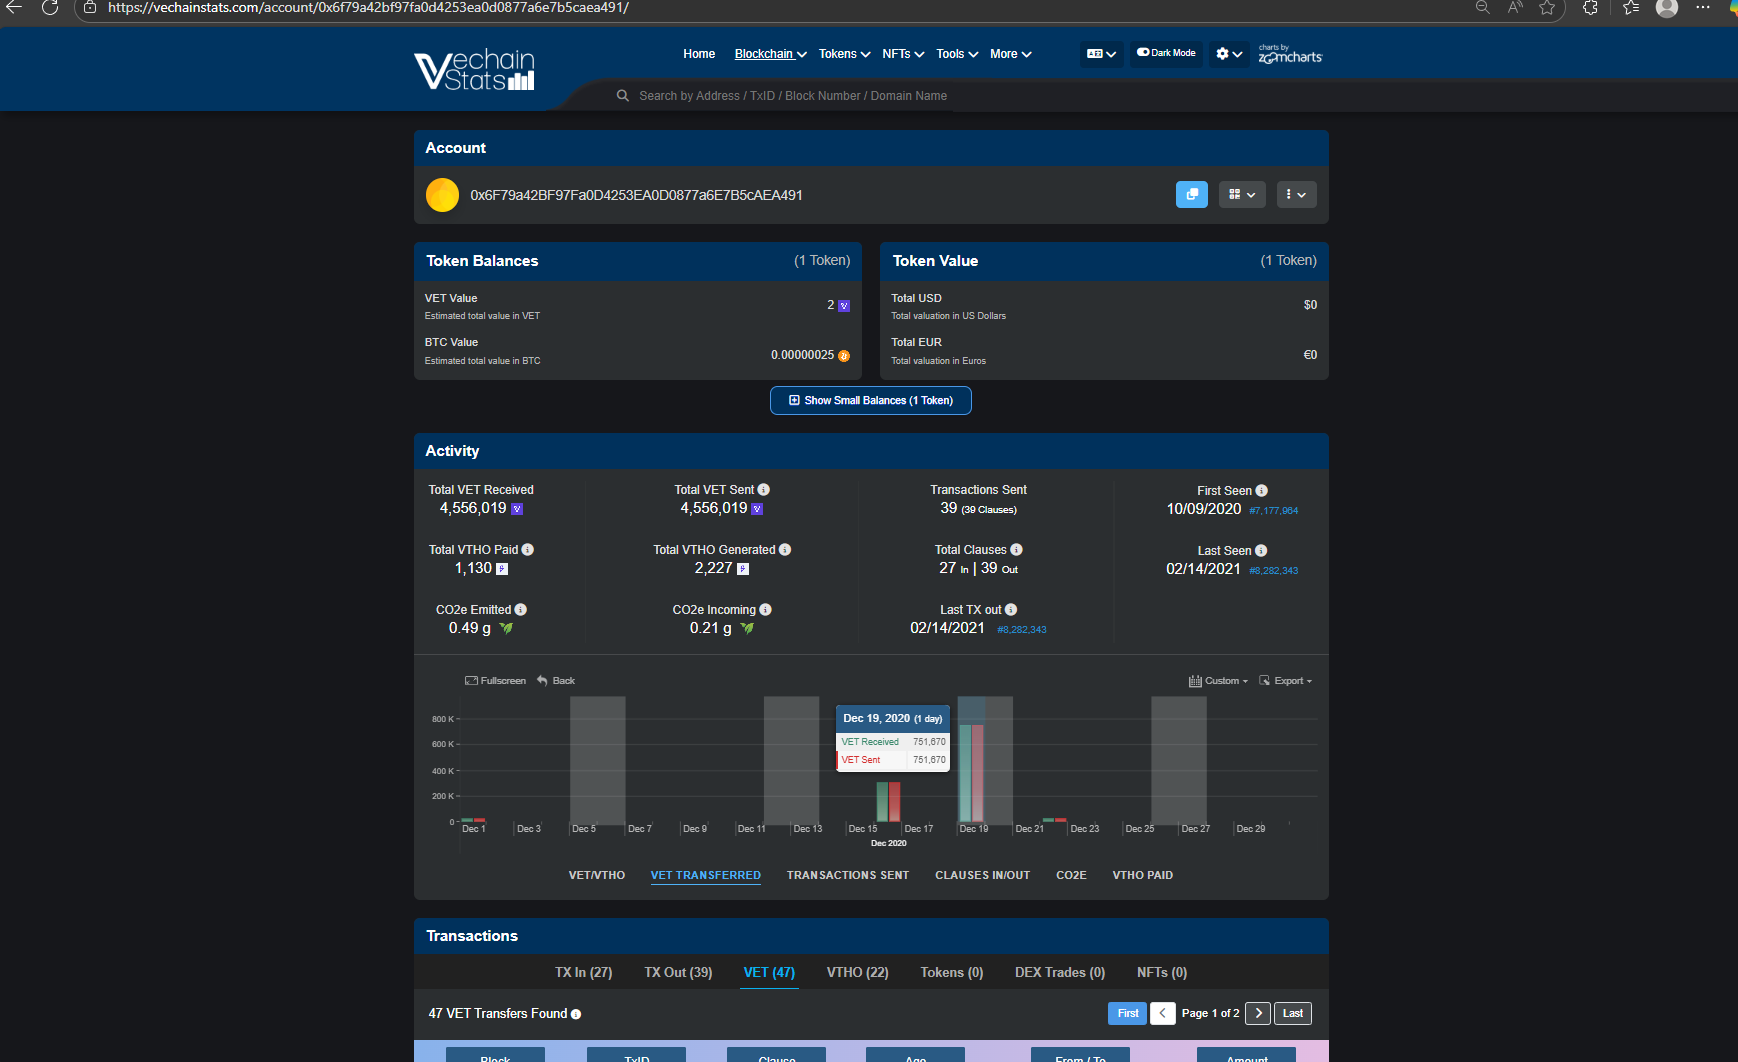 https://vechainstats.com/account/0x6f79a42bf97fa0d4253ea0d0877a6e7b5caea491/
Vechain Stats
Home Blockchain Tokens NFTs Tools More Dark Mode charts by zoomcharts
Search by Address / TxID / Block Number / Domain Name
Account
0x6F79a42BF97Fa0D4253EA0D0877a6E7B5cAEA491
Token Balances (1 Token)
VET Value 2
Estimated total value in VET
BTC Value 0.00000025
Estimated total value in BTC
Token Value (1 Token)
Total USD $0
Total valuation in US Dollars
Total EUR €0
Total valuation in Euros
Show Small Balances (1 Token)
Activity
Total VET Received
4,556,019
Total VET Sent
4,556,019
Transactions Sent
39 (39 Clauses)
First Seen
10/09/2020 #7,177,964
Total VTHO Paid
1,130
Total VTHO Generated
2,227
Total Clauses
27 In | 39 Out
Last Seen
02/14/2021 #8,282,343
CO2e Emitted
0.49 g
CO2e Incoming
0.21 g
Last TX out
02/14/2021 #8,282,343
Fullscreen Back Custom Export
800 K
600 K
400 K
200 K
0
Dec 19, 2020 (1 day)
VET Received 751,670
VET Sent 751,670
Dec 1 Dec 3 Dec 5 Dec 7 Dec 9 Dec 11 Dec 13 Dec 15 Dec 17 Dec 19 Dec 21 Dec 23 Dec 25 Dec 27 Dec 29
Dec 2020
VET/VTHO VET TRANSFERRED TRANSACTIONS SENT CLAUSES IN/OUT CO2E VTHO PAID
Transactions
TX In (27) TX Out (39) VET (47) VTHO (22) Tokens (0) DEX Trades (0) NFTs (0)
47 VET Transfers Found First Page 1 of 2 Last
Block TxID Clause Age From / To Amount